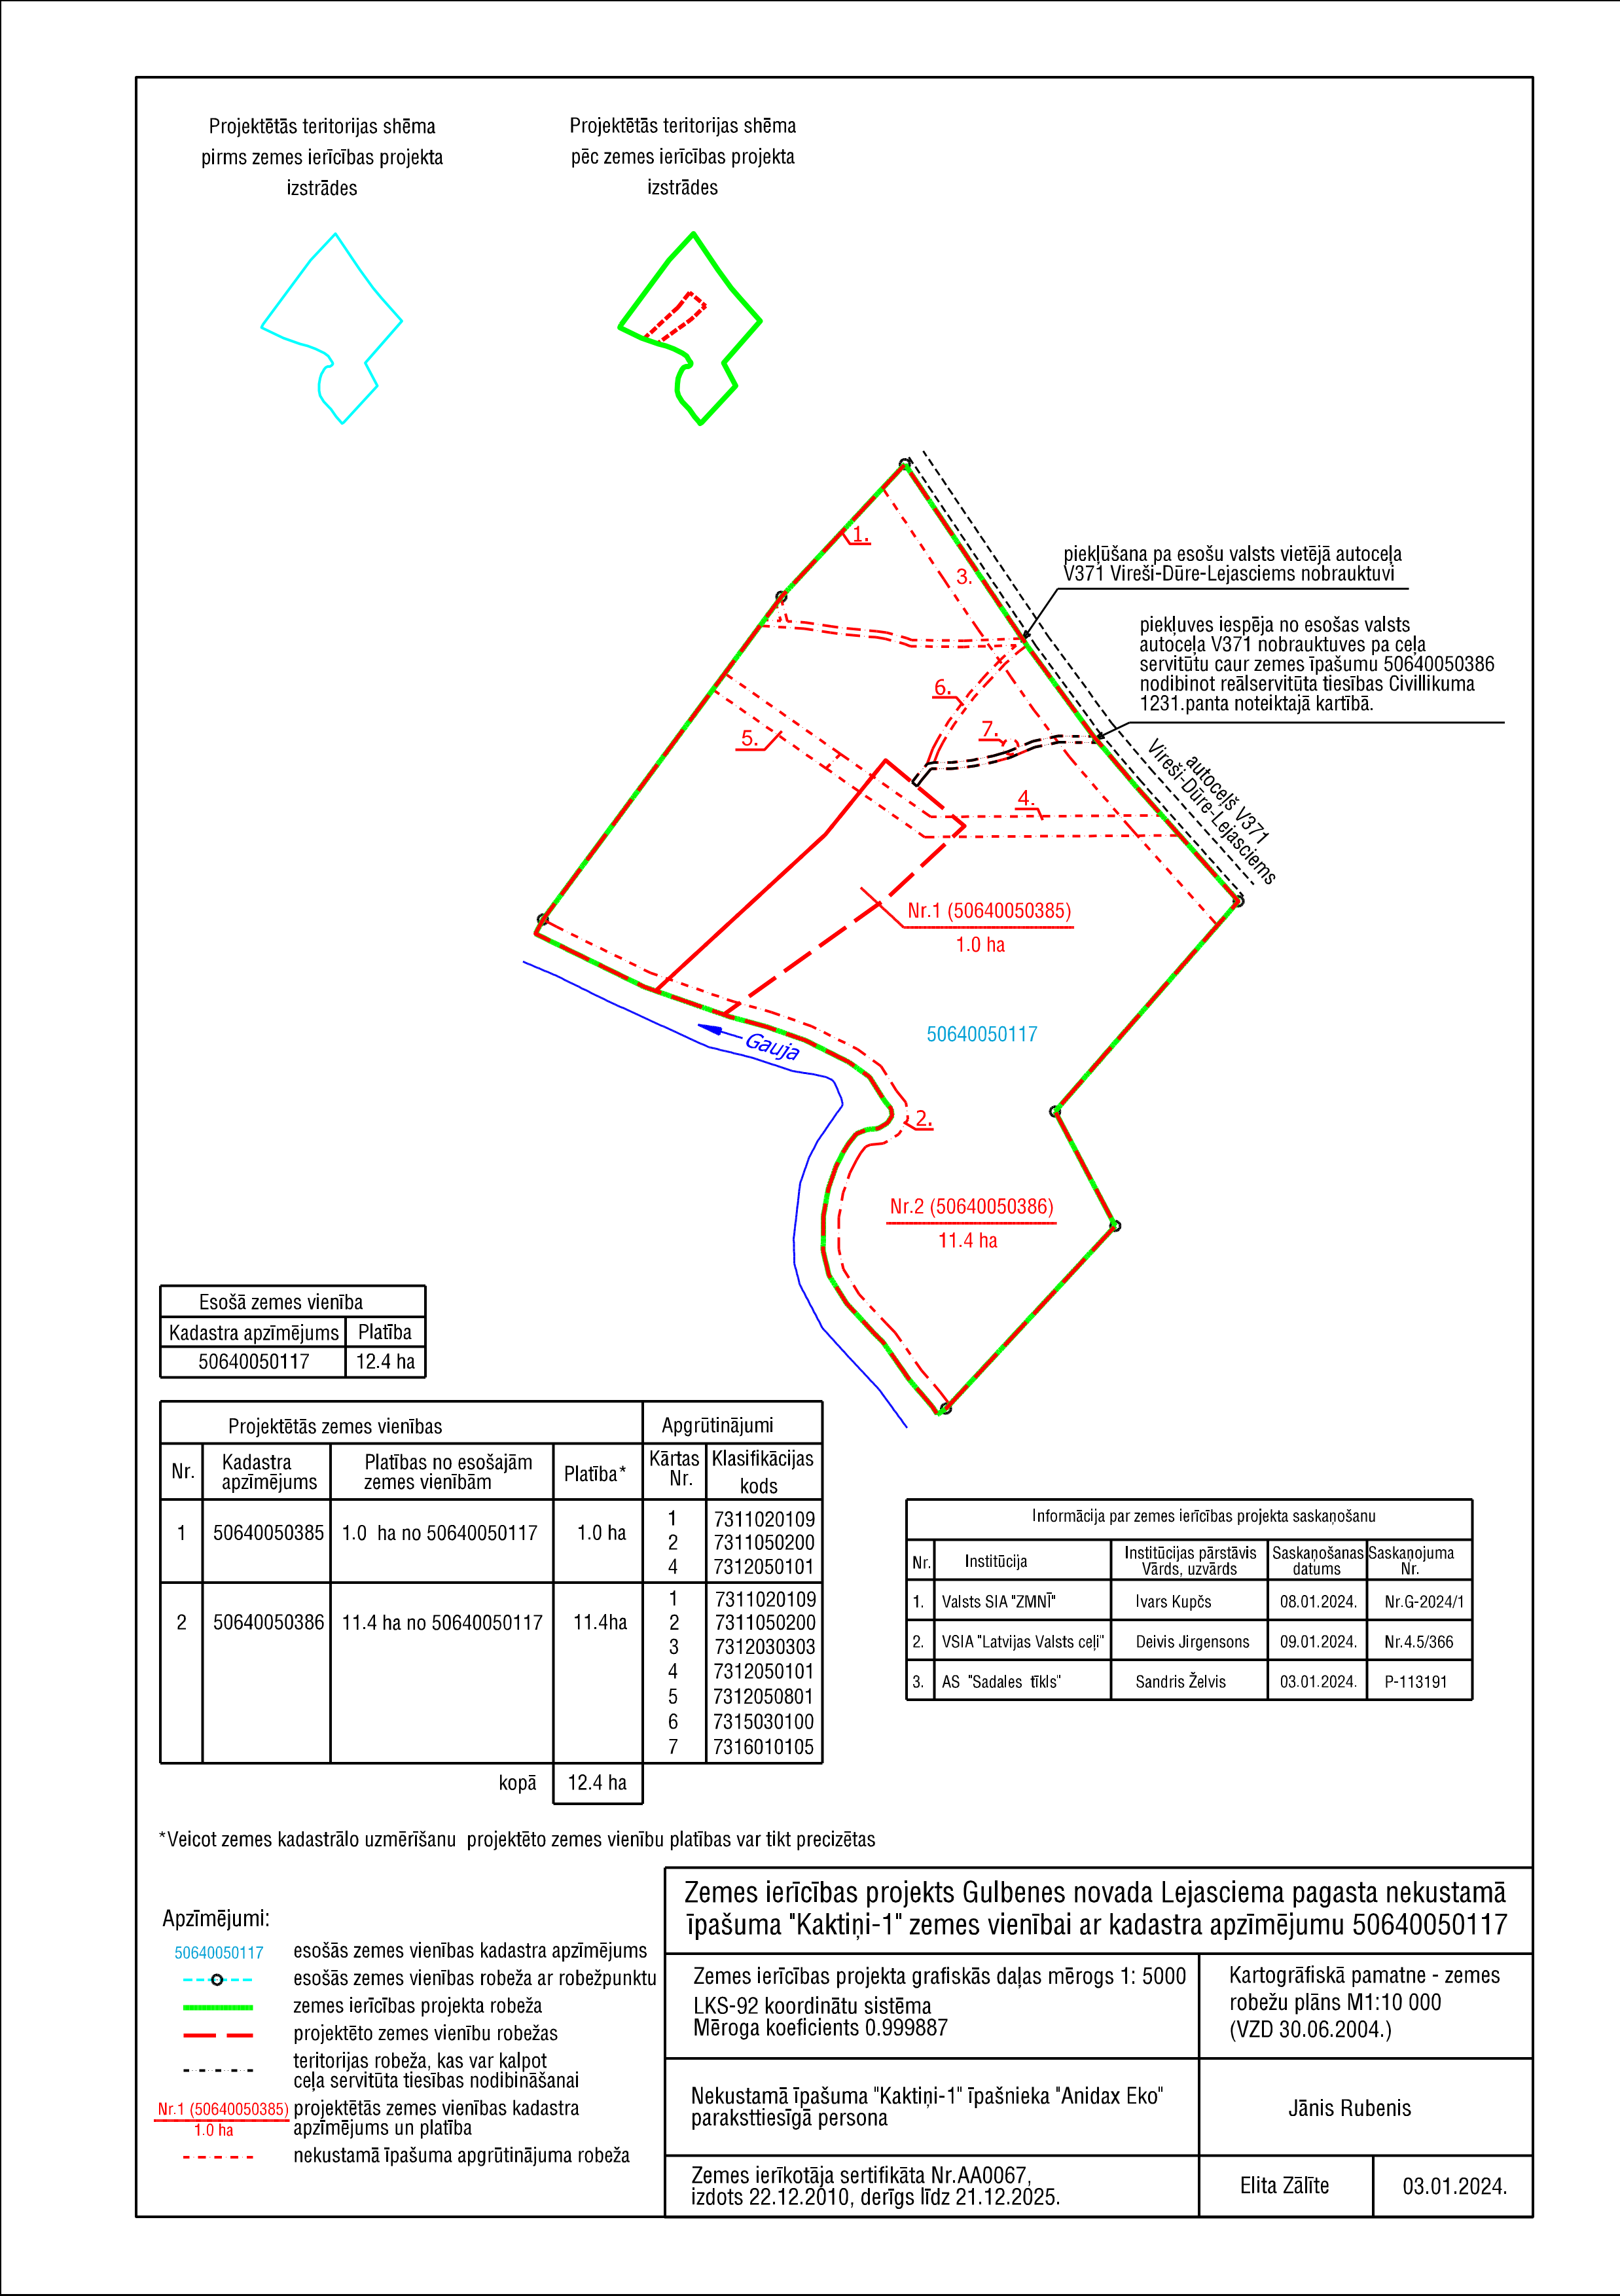 Projektētās teritorijas shēma
pirms zemes ierīcības projekta
izstrādes
Projektētās teritorijas shēma
pēc zemes ierīcības projekta
izstrādes
1.
3.
piekļūšana pa esošu valsts vietējā autoceļa
V371 Vireši-Dūre-Lejasciems nobrauktuvi
piekļuves iespēja no esošas valsts
autoceļa V371 nobrauktuves pa ceļa
servitūtu caur zemes īpašumu 50640050386
nodibinot reālservitūta tiesības Civillikuma
1231.panta noteiktajā kārtībā.
6.
7.
5.
4.
autoceļš V371
Vireši-Dūre-Lejasciems
Nr.1 (50640050385)
1.0 ha
50640050117
Gauja
2.
Nr.2 (50640050386)
11.4 ha
Esošā zemes vienība
Kadastra apzīmējums Platība
50640050117 12.4 ha
Projektētās zemes vienības Apgrūtinājumi
Nr. Kadastra apzīmējums Platības no esošajām zemes vienībām Platība* Kārtas Nr. Klasifikācijas kods
1 50640050385 1.0 ha no 50640050117 1.0 ha
1 7311020109
2 7311050200
4 7312050101
2 50640050386 11.4 ha no 50640050117 11.4ha
1 7311020109
2 7311050200
3 7312030303
4 7312050101
5 7312050801
6 7315030100
7 7316010105
kopā 12.4 ha
Informācija par zemes ierīcības projekta saskaņošanu
Nr. Institūcija Institūcijas pārstāvis Vārds, uzvārds Saskaņošanas datums Saskaņojuma Nr.
1. Valsts SIA "ZMNĪ" Ivars Kupčs 08.01.2024. Nr.G-2024/1
2. VSIA "Latvijas Valsts ceļi" Deivis Jirgensons 09.01.2024. Nr.4.5/366
3. AS "Sadales tīkls" Sandris Želvis 03.01.2024. P-113191
*Veicot zemes kadastrālo uzmērīšanu projektēto zemes vienību platības var tikt precizētas
Apzīmējumi:
50640050117 esošās zemes vienības kadastra apzīmējums
esošās zemes vienības robeža ar robežpunktu
zemes ierīcības projekta robeža
projektēto zemes vienību robežas
teritorijas robeža, kas var kalpot
ceļa servitūta tiesības nodibināšanai
Nr.1 (50640050385) projektētās zemes vienības kadastra
1.0 ha apzīmējums un platība
nekustamā īpašuma apgrūtinājuma robeža
Zemes ierīcības projekts Gulbenes novada Lejasciema pagasta nekustamā
īpašuma "Kaktiņi-1" zemes vienībai ar kadastra apzīmējumu 50640050117
Zemes ierīcības projekta grafiskās daļas mērogs 1: 5000
LKS-92 koordinātu sistēma
Mēroga koeficients 0.999887
Kartogrāfiskā pamatne - zemes
robežu plāns M1:10 000
(VZD 30.06.2004.)
Nekustamā īpašuma "Kaktiņi-1" īpašnieka "Anidax Eko"
paraksttiesīgā persona
Jānis Rubenis
Zemes ierīkotāja sertifikāta Nr.AA0067,
izdots 22.12.2010, derīgs līdz 21.12.2025.
Elita Zālīte
03.01.2024.